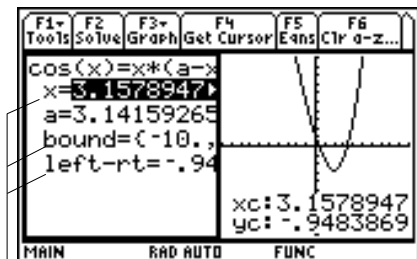 F1▾ F2 F3▾ F4 F5 F6
Tools Solve Graph Get Cursor Eqns Clr a-z…
cos(x)=x*(a-x
x=3.1578947▸
a=3.14159265
bound={-10.,
left-rt=-.94
xc:3.1578947
yc:-.9483869
MAIN RAD AUTO FUNC